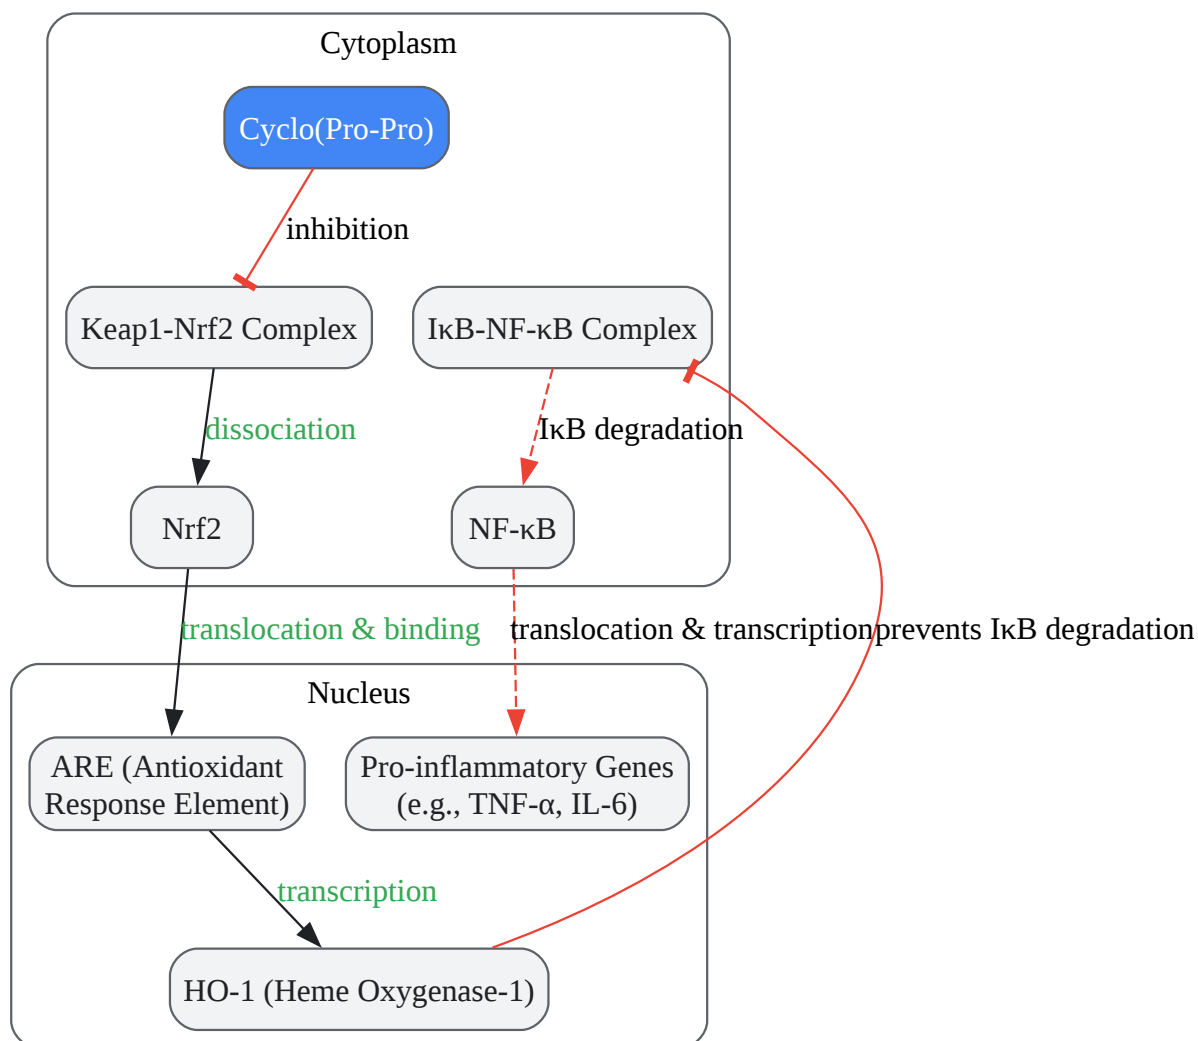 Cytoplasm
Cyclo(Pro-Pro)
inhibition
Keap1-Nrf2 Complex
IκB-NF-κB Complex
dissociation
IκB degradation
Nrf2
NF-κB
translocation & binding
translocation & transcription
prevents IκB degradation
Nucleus
ARE (Antioxidant
Response Element)
Pro-inflammatory Genes
(e.g., TNF-α, IL-6)
transcription
HO-1 (Heme Oxygenase-1)